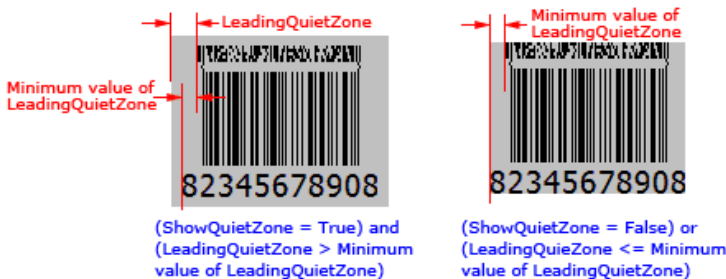 LeadingQuietZone
Minimum value of
LeadingQuietZone
82345678908
(ShowQuietZone = True) and
(LeadingQuietZone > Minimum
value of LeadingQuietZone)
Minimum value of
LeadingQuietZone
82345678908
(ShowQuietZone = False) or
(LeadingQuieZone <= Minimum
value of LeadingQuietZone)